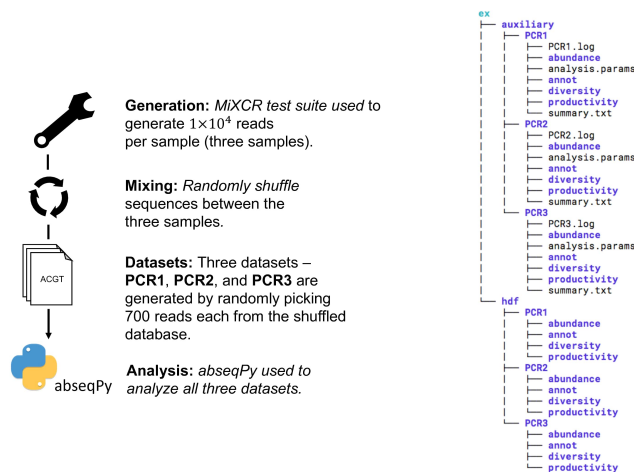 Generation: MiXCR test suite used to
generate 1×10⁴ reads
per sample (three samples).
Mixing: Randomly shuffle
sequences between the
three samples.
ACGT
Datasets: Three datasets –
PCR1, PCR2, and PCR3 are
generated by randomly picking
700 reads each from the shuffled
database.
abseqPy
Analysis: abseqPy used to
analyze all three datasets.
ex
auxiliary
PCR1
PCR1.log
abundance
analysis.params
annot
diversity
productivity
summary.txt
PCR2
PCR2.log
abundance
analysis.params
annot
diversity
productivity
summary.txt
PCR3
PCR3.log
abundance
analysis.params
annot
diversity
productivity
summary.txt
hdf
PCR1
abundance
annot
diversity
productivity
PCR2
abundance
annot
diversity
productivity
PCR3
abundance
annot
diversity
productivity